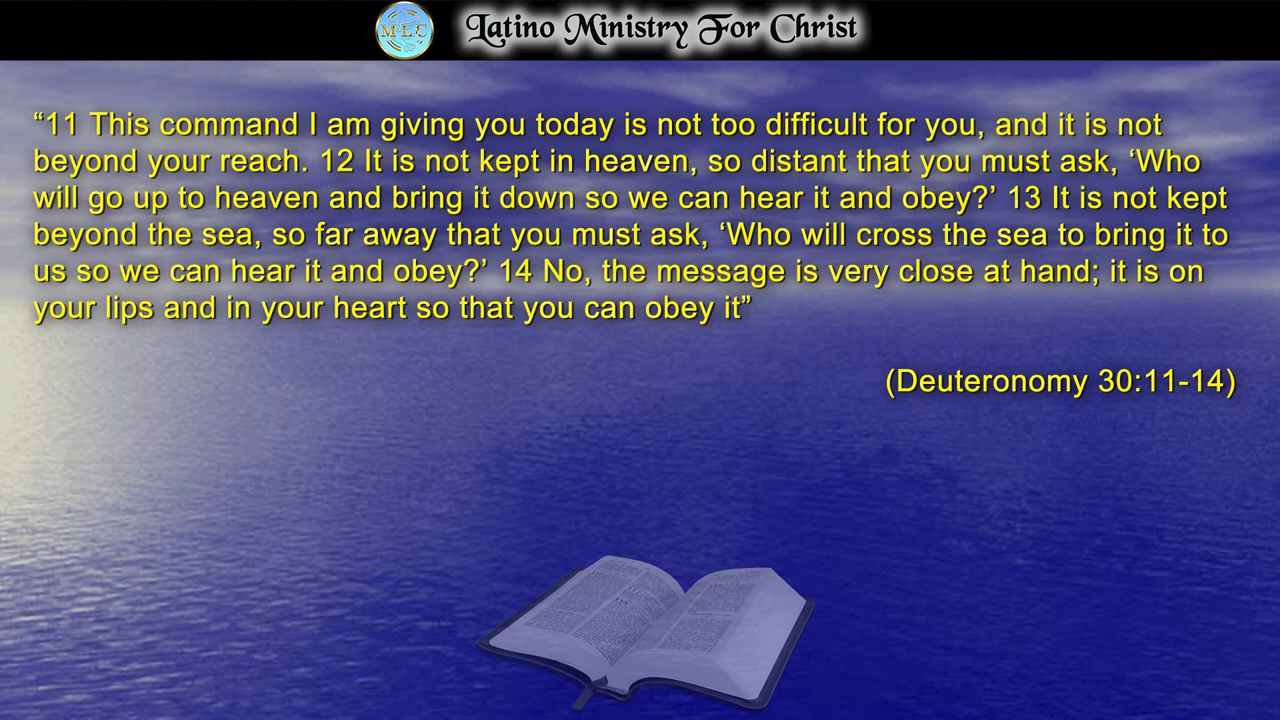 MLC
Latino Ministry For Christ
“11 This command I am giving you today is not too difficult for you, and it is not
beyond your reach. 12 It is not kept in heaven, so distant that you must ask, ‘Who
will go up to heaven and bring it down so we can hear it and obey?’ 13 It is not kept
beyond the sea, so far away that you must ask, ‘Who will cross the sea to bring it to
us so we can hear it and obey?’ 14 No, the message is very close at hand; it is on
your lips and in your heart so that you can obey it”
(Deuteronomy 30:11-14)